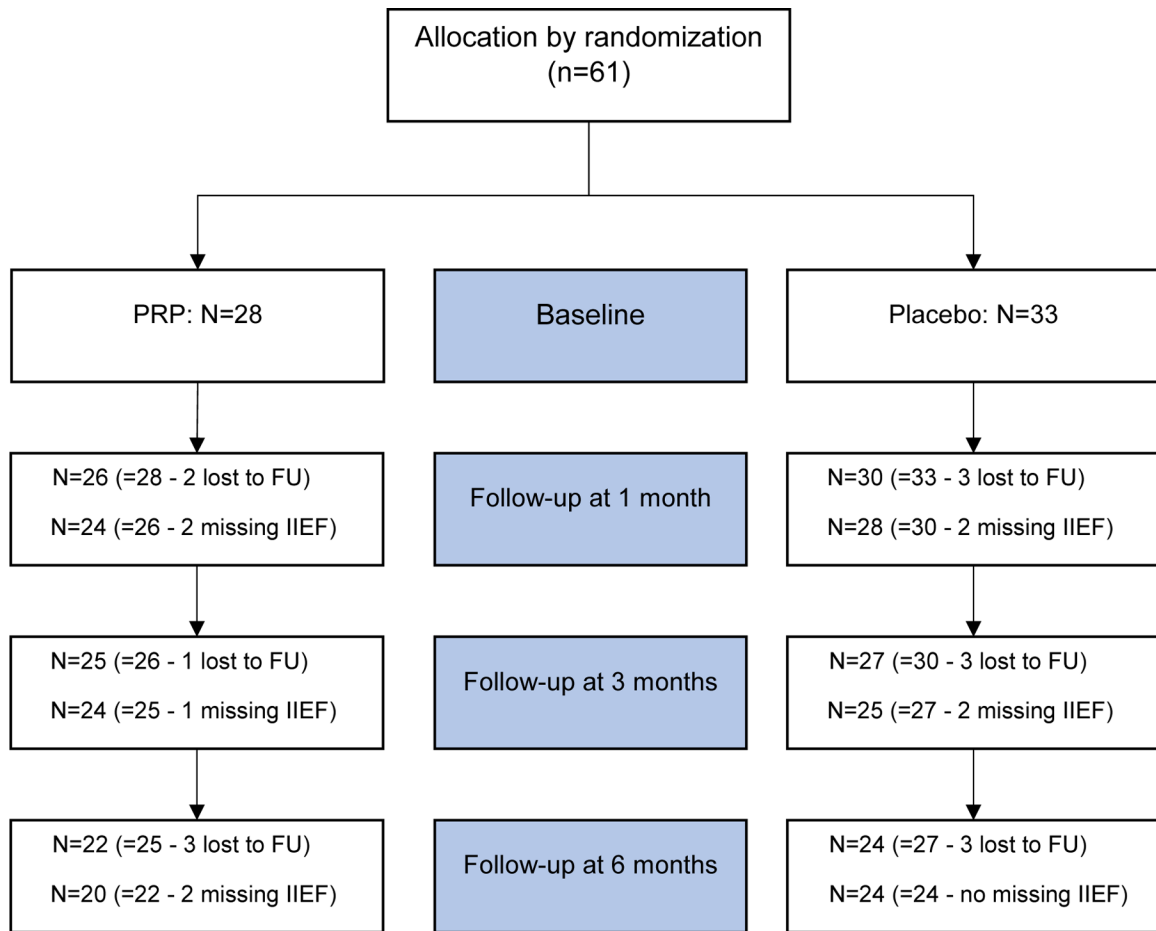 Allocation by randomization
(n=61)
PRP: N=28
Baseline
Placebo: N=33
N=26 (=28 - 2 lost to FU)
N=24 (=26 - 2 missing IIEF)
Follow-up at 1 month
N=30 (=33 - 3 lost to FU)
N=28 (=30 - 2 missing IIEF)
N=25 (=26 - 1 lost to FU)
N=24 (=25 - 1 missing IIEF)
Follow-up at 3 months
N=27 (=30 - 3 lost to FU)
N=25 (=27 - 2 missing IIEF)
N=22 (=25 - 3 lost to FU)
N=20 (=22 - 2 missing IIEF)
Follow-up at 6 months
N=24 (=27 - 3 lost to FU)
N=24 (=24 - no missing IIEF)